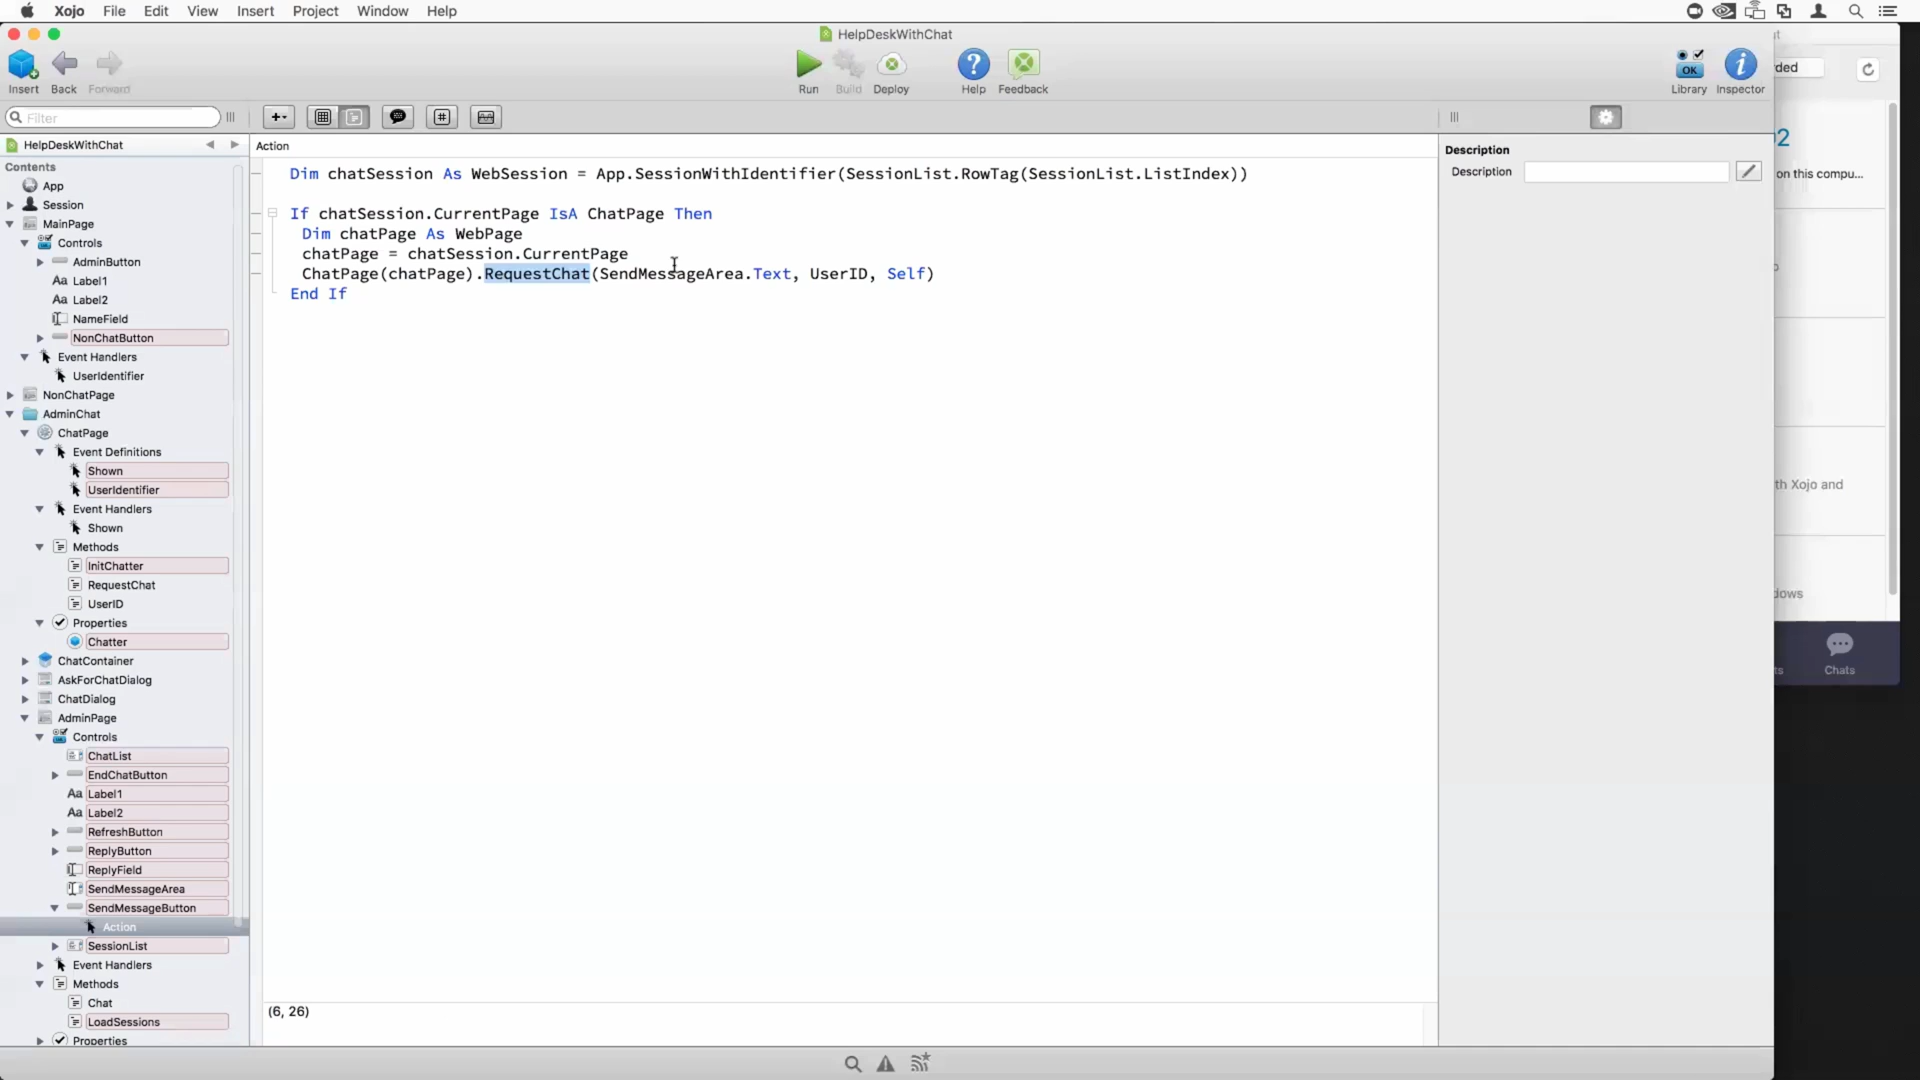 Xojo File Edit View Insert Project Window Help
HelpDeskWithChat
Insert Back Forward Run Build Deploy Help Feedback Library Inspector
Filter
HelpDeskWithChat
Contents
App
Session
MainPage
Controls
AdminButton
Label1
Label2
NameField
NonChatButton
Event Handlers
UserIdentifier
NonChatPage
AdminChat
ChatPage
Event Definitions
Shown
UserIdentifier
Event Handlers
Shown
Methods
InitChatter
RequestChat
UserID
Properties
Chatter
ChatContainer
AskForChatDialog
ChatDialog
AdminPage
Controls
ChatList
EndChatButton
Label1
Label2
RefreshButton
ReplyButton
ReplyField
SendMessageArea
SendMessageButton
Action
SessionList
Event Handlers
Methods
Chat
LoadSessions
Properties
Action
Dim chatSession As WebSession = App.SessionWithIdentifier(SessionList.RowTag(SessionList.ListIndex))
If chatSession.CurrentPage IsA ChatPage Then
Dim chatPage As WebPage
chatPage = chatSession.CurrentPage
ChatPage(chatPage).RequestChat(SendMessageArea.Text, UserID, Self)
End If
(6, 26)
Description
Description
ded
on this compu...
th Xojo and
dows
ts
Chats
OK